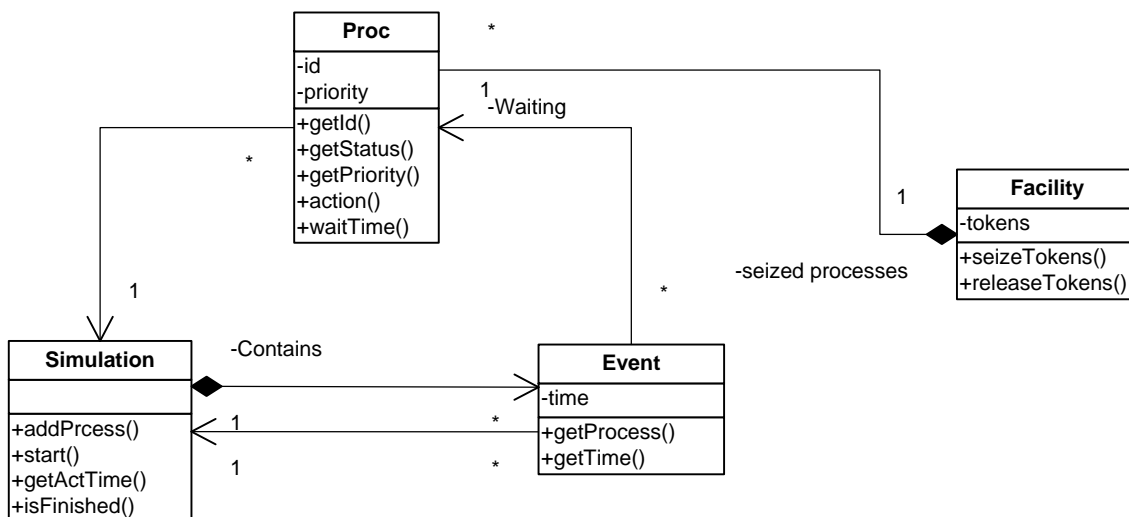 Proc
-id
-priority
+getId()
+getStatus()
+getPriority()
+action()
+waitTime()
*
1
-Waiting
*
1
Facility
-tokens
+seizeTokens()
+releaseTokens()
1
-seized processes
*
Simulation
+addPrcess()
+start()
+getActTime()
+isFinished()
-Contains
1
*
1
*
Event
-time
+getProcess()
+getTime()